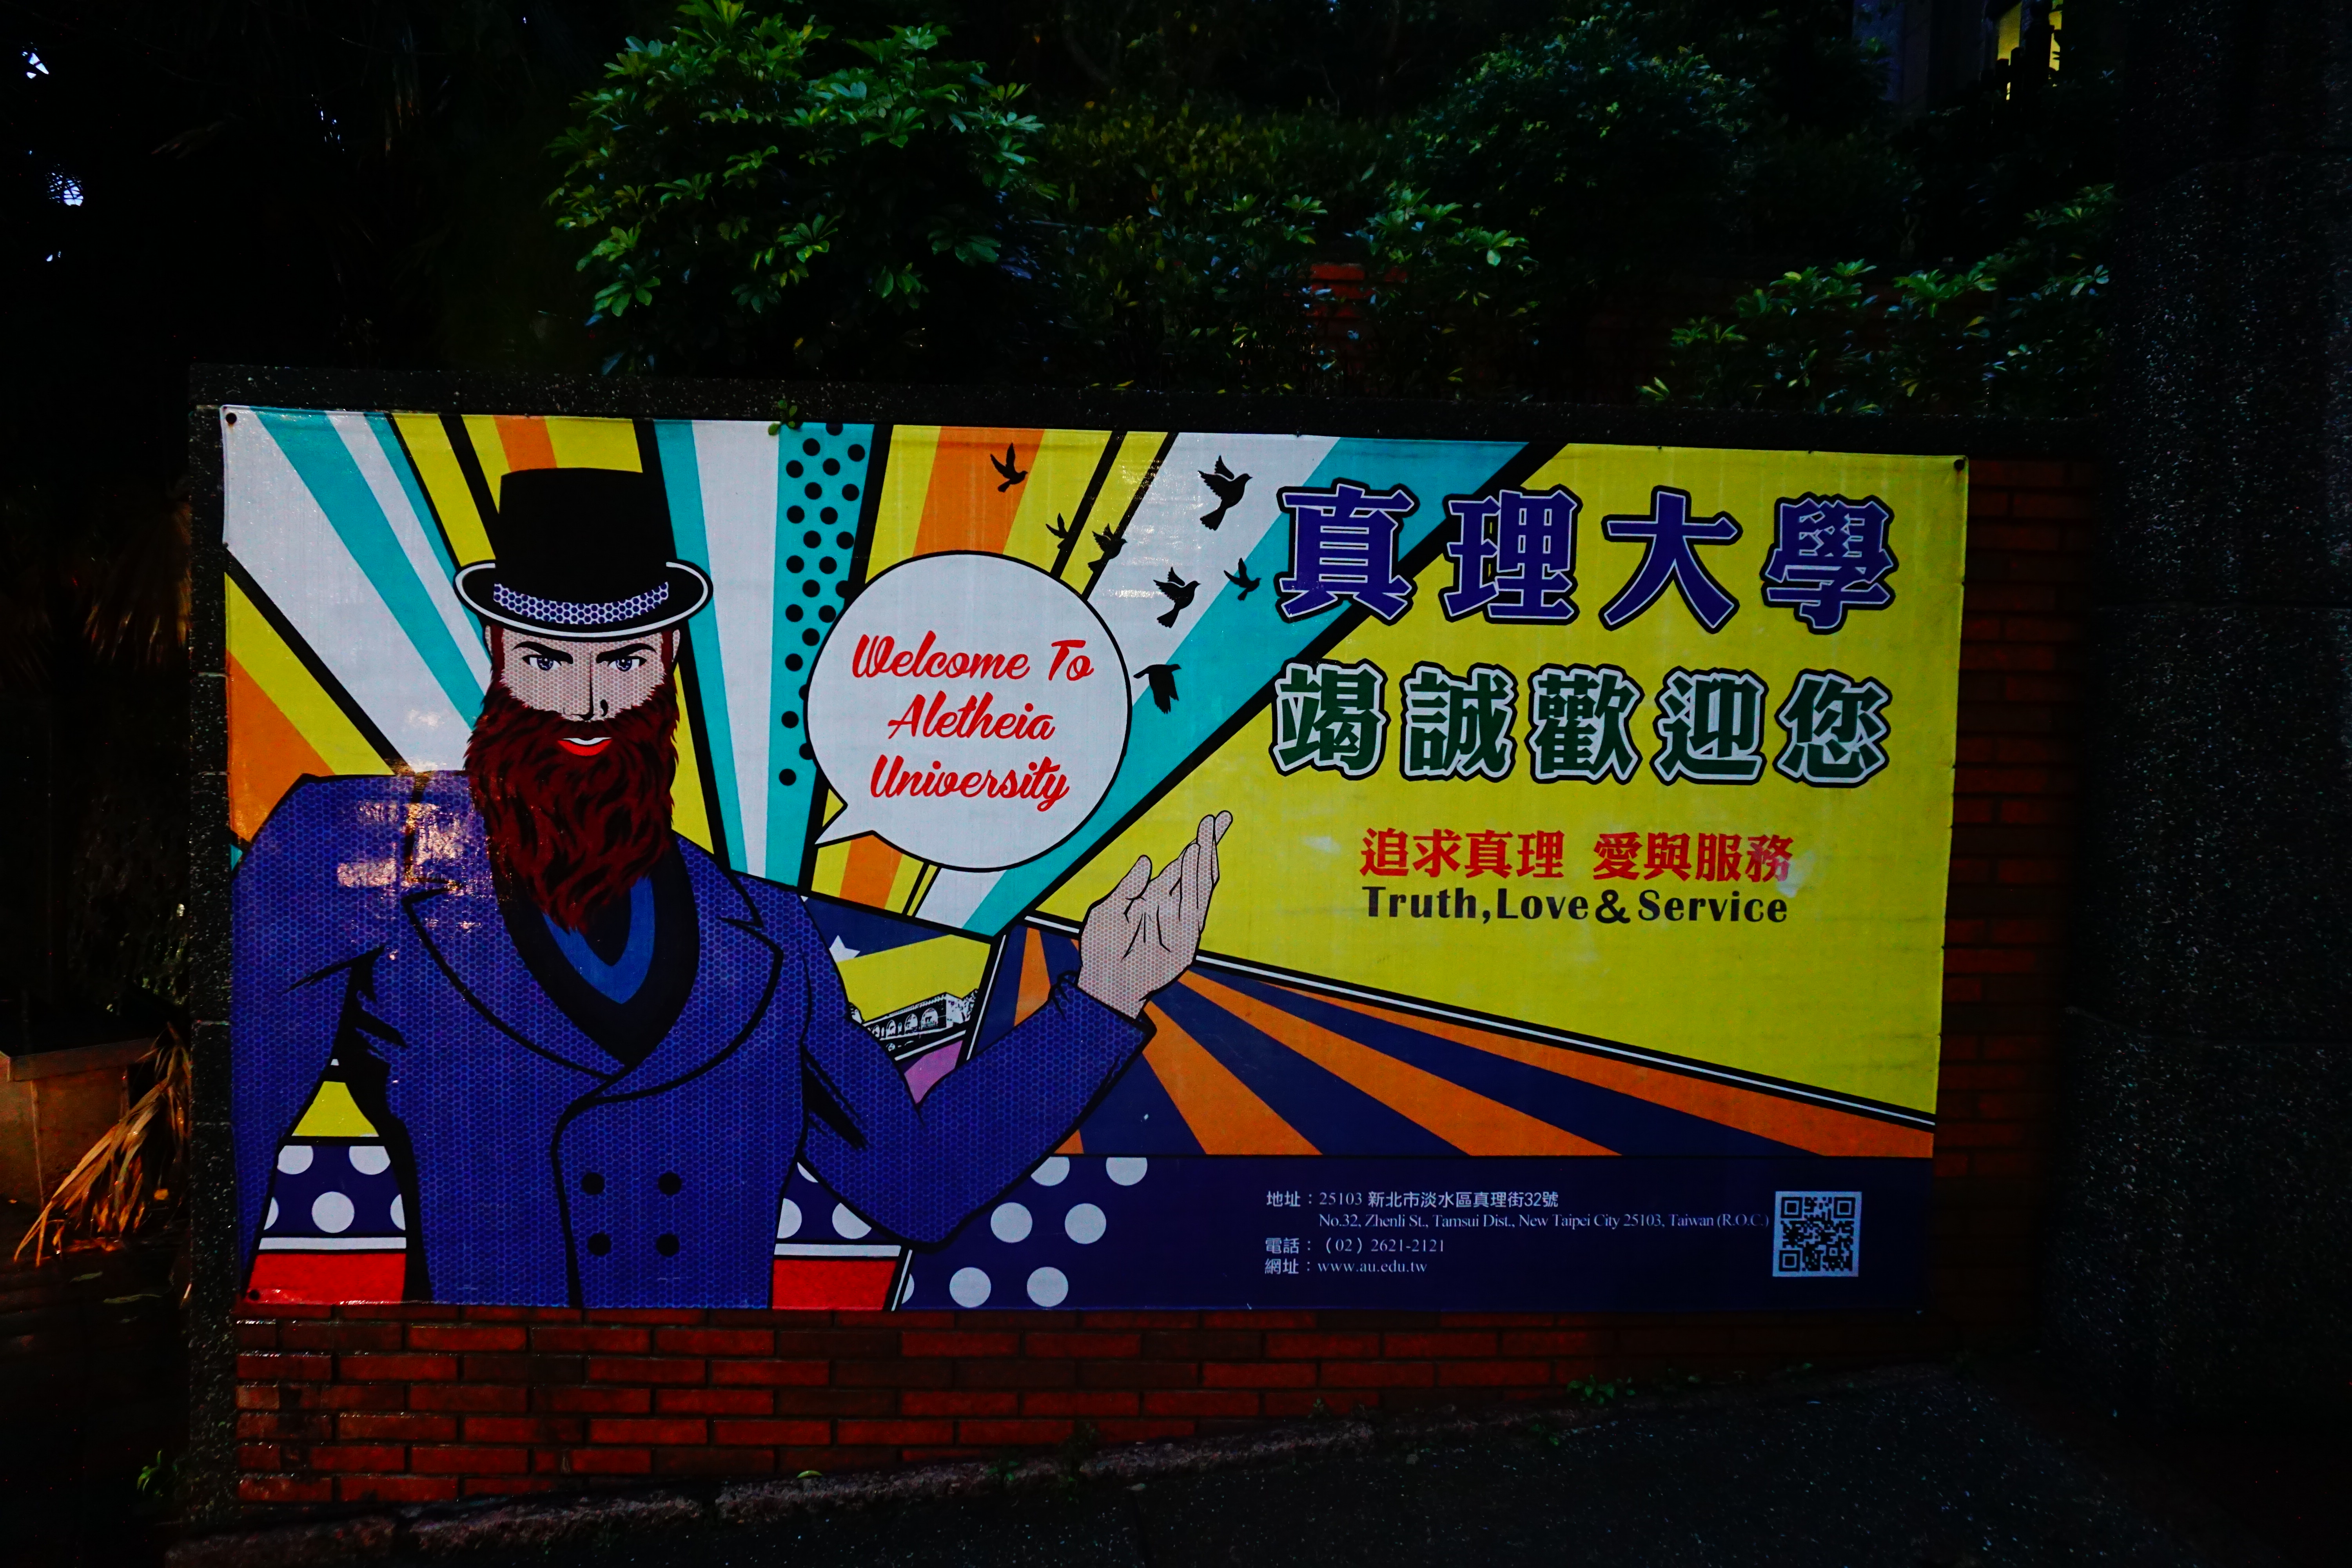 Welcome To
Aletheia
University
真理大學
竭誠歡迎您
追求真理 愛與服務
Truth,Love&Service
地址：25103 新北市淡水區真理街32號
No.32, Zhenli St., Tamsui Dist., New Taipei City 25103, Taiwan (R.O.C.)
電話：（02）2621-2121
網址：www.au.edu.tw